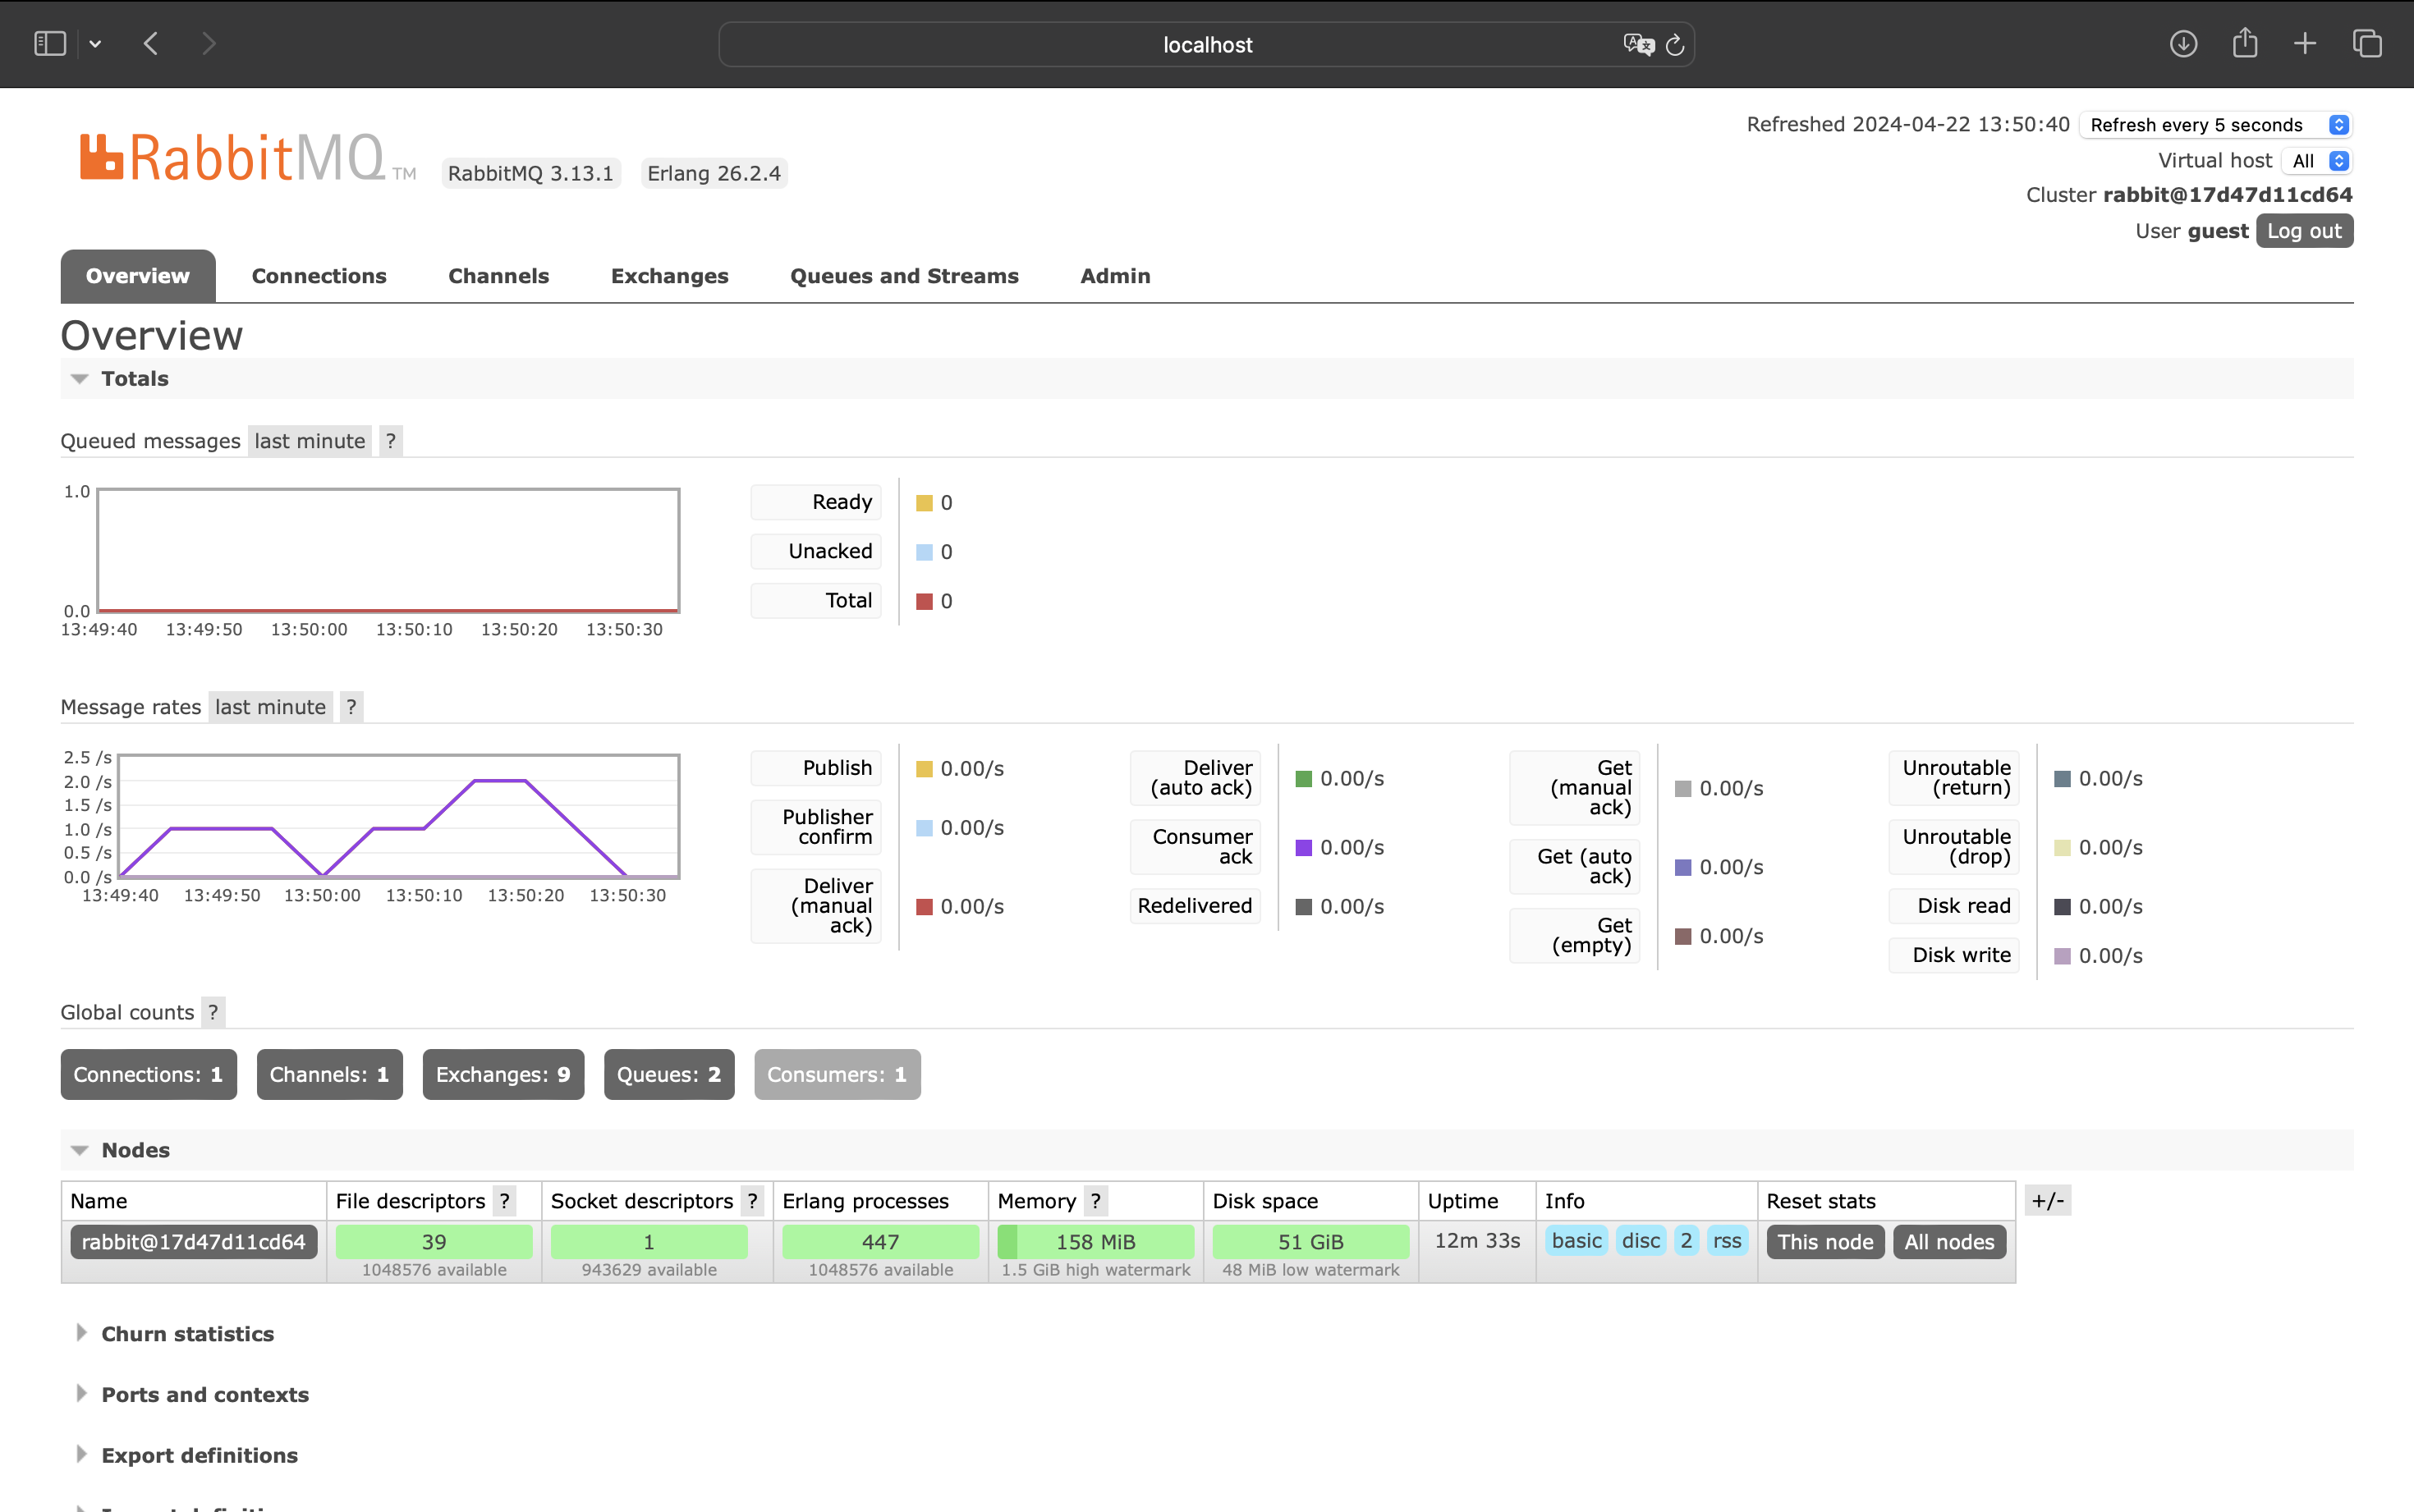 localhost
RabbitMQ TM RabbitMQ 3.13.1 Erlang 26.2.4
Refreshed 2024-04-22 13:50:40 Refresh every 5 seconds
Virtual host All
Cluster rabbit@17d47d11cd64
User guest Log out
Overview Connections Channels Exchanges Queues and Streams Admin
Overview
Totals
Queued messages last minute ?
1.0
0.0
13:49:40 13:49:50 13:50:00 13:50:10 13:50:20 13:50:30
Ready 0
Unacked 0
Total 0
Message rates last minute ?
2.5 /s
2.0 /s
1.5 /s
1.0 /s
0.5 /s
0.0 /s
13:49:40 13:49:50 13:50:00 13:50:10 13:50:20 13:50:30
Publish 0.00/s
Publisher
confirm 0.00/s
Deliver
(manual
ack) 0.00/s
Deliver
(auto ack) 0.00/s
Consumer
ack 0.00/s
Redelivered 0.00/s
Get
(manual
ack) 0.00/s
Get (auto
ack) 0.00/s
Get
(empty) 0.00/s
Unroutable
(return) 0.00/s
Unroutable
(drop) 0.00/s
Disk read 0.00/s
Disk write 0.00/s
Global counts ?
Connections: 1 Channels: 1 Exchanges: 9 Queues: 2 Consumers: 1
Nodes
Name File descriptors ? Socket descriptors ? Erlang processes Memory ? Disk space Uptime Info Reset stats +/-
rabbit@17d47d11cd64 39 1 447 158 MiB 51 GiB 12m 33s basic disc 2 rss This node All nodes
1048576 available 943629 available 1048576 available 1.5 GiB high watermark 48 MiB low watermark
Churn statistics
Ports and contexts
Export definitions